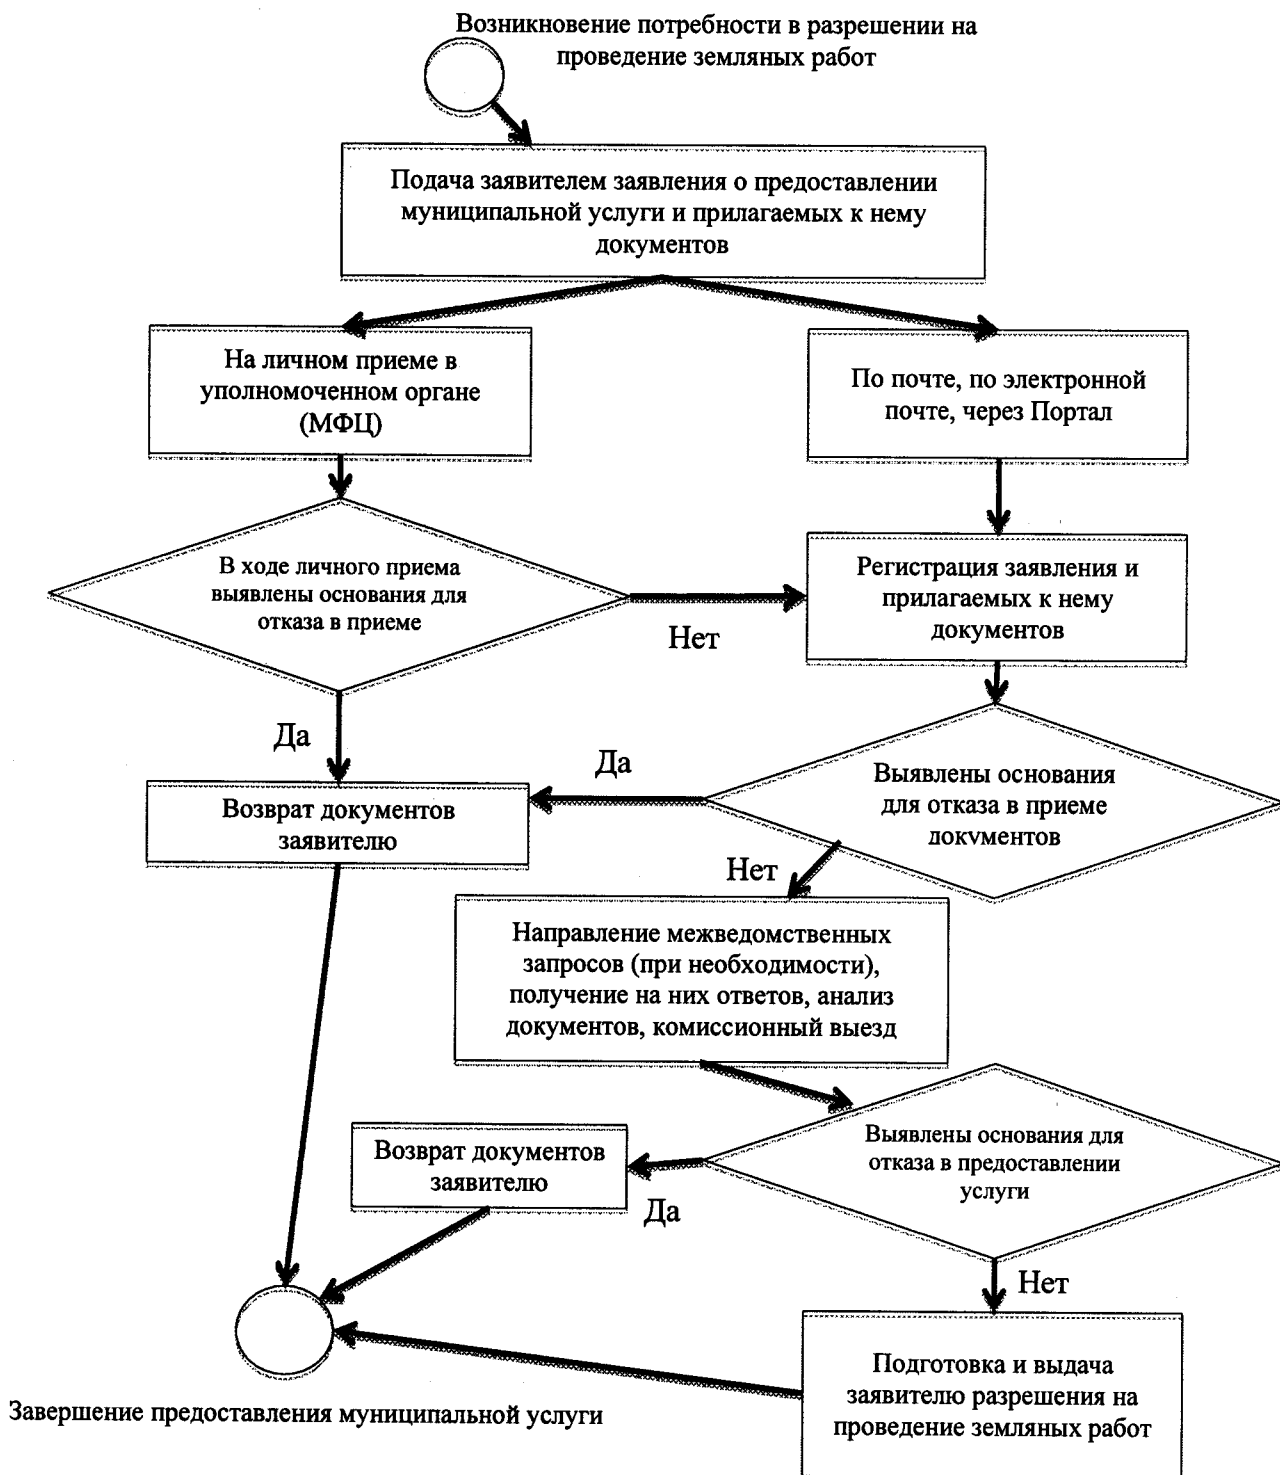 Возникновение потребности в разрешении на
проведение земляных работ
Подача заявителем заявления о предоставлении
муниципальной услуги и прилагаемых к нему
документов
На личном приеме в
уполномоченном органе
(МФЦ)
По почте, по электронной
почте, через Портал
В ходе личного приема
выявлены основания для
отказа в приеме
Нет
Регистрация заявления и
прилагаемых к нему
документов
Да
Возврат документов
заявителю
Да
Выявлены основания
для отказа в приеме
документов
Нет
Направление межведомственных
запросов (при необходимости),
получение на них ответов, анализ
документов, комиссионный выезд
Выявлены основания для
отказа в предоставлении
услуги
Возврат документов
заявителю
Да
Нет
Подготовка и выдача
заявителю разрешения на
проведение земляных работ
Завершение предоставления муниципальной услуги